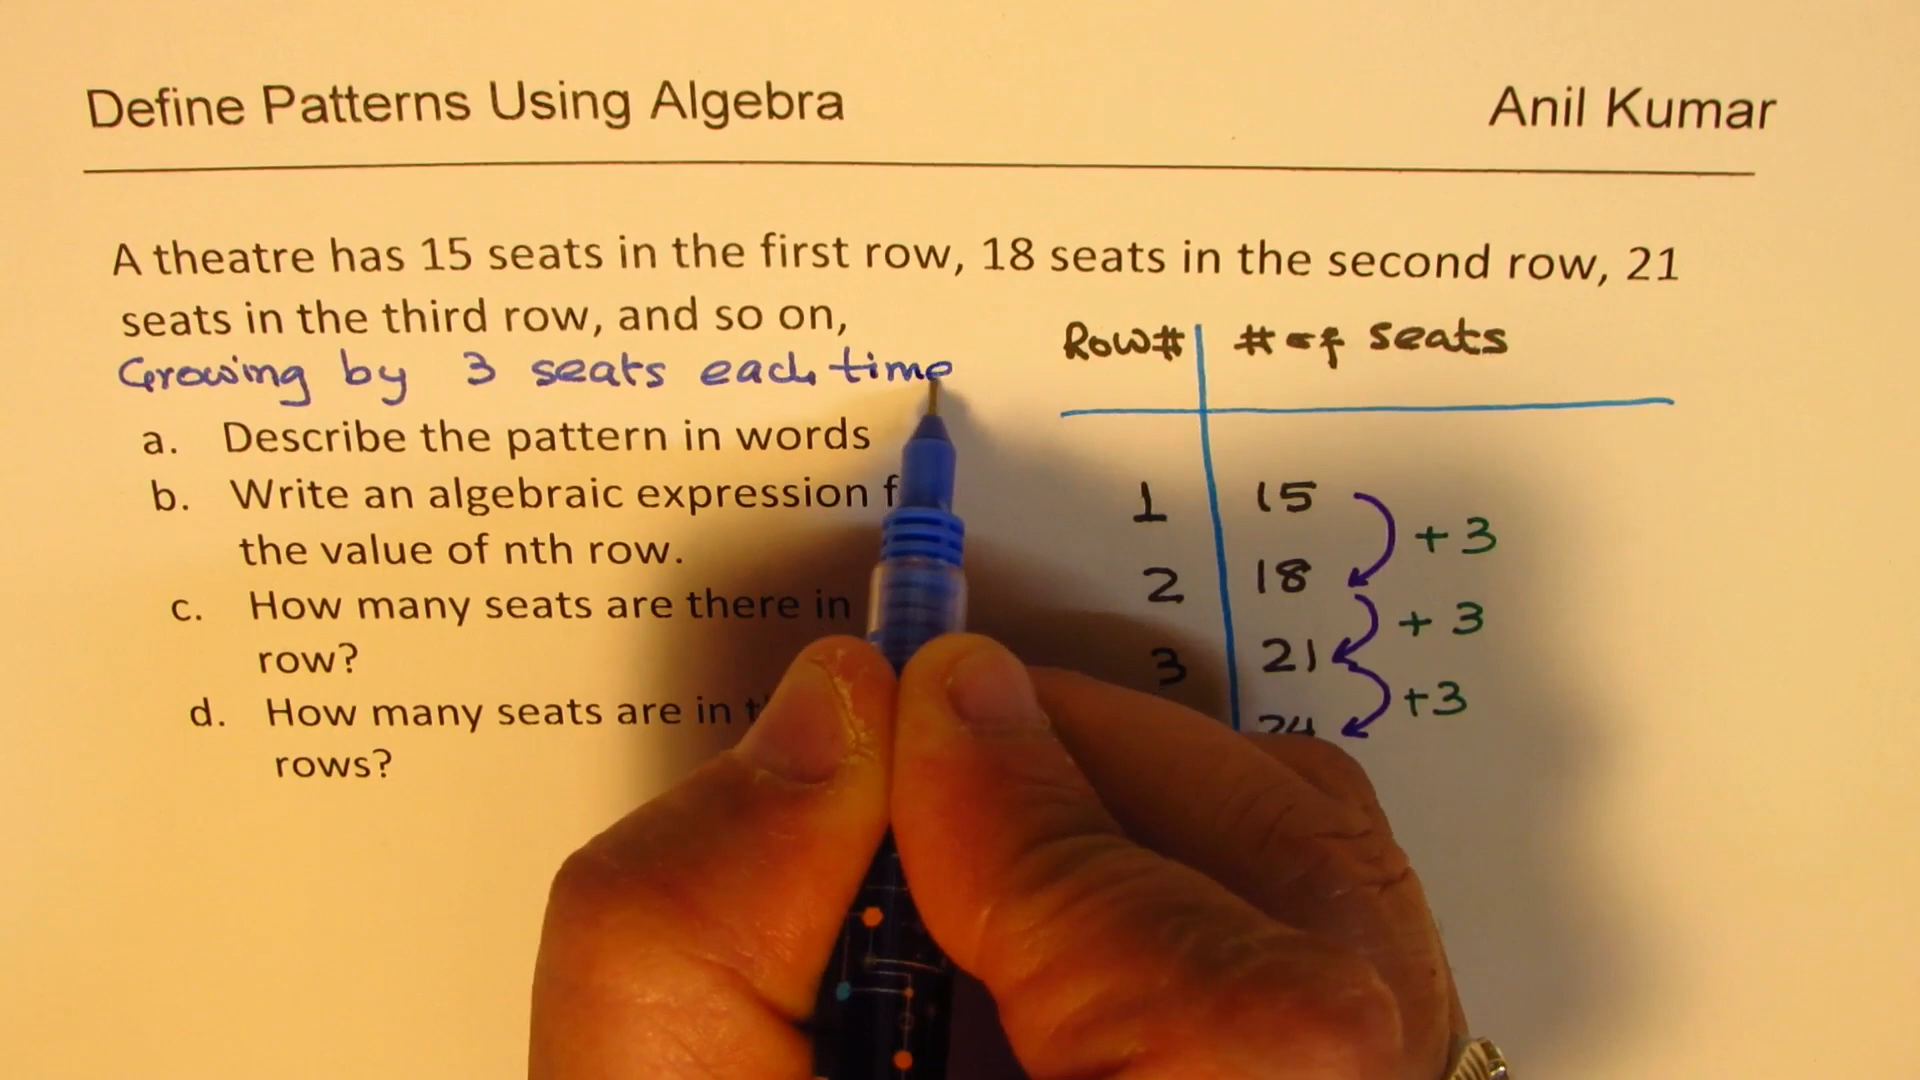 Define Patterns Using Algebra Anil Kumar
A theatre has 15 seats in the first row, 18 seats in the second row, 21
seats in the third row, and so on,
Growing by 3 seats each time
a. Describe the pattern in words
b. Write an algebraic expression
the value of nth row.
c. How many seats are there in
row?
d. How many seats are in
rows?
Row# # of seats
1 15
+3
2 18
+3
3 21
+3
24